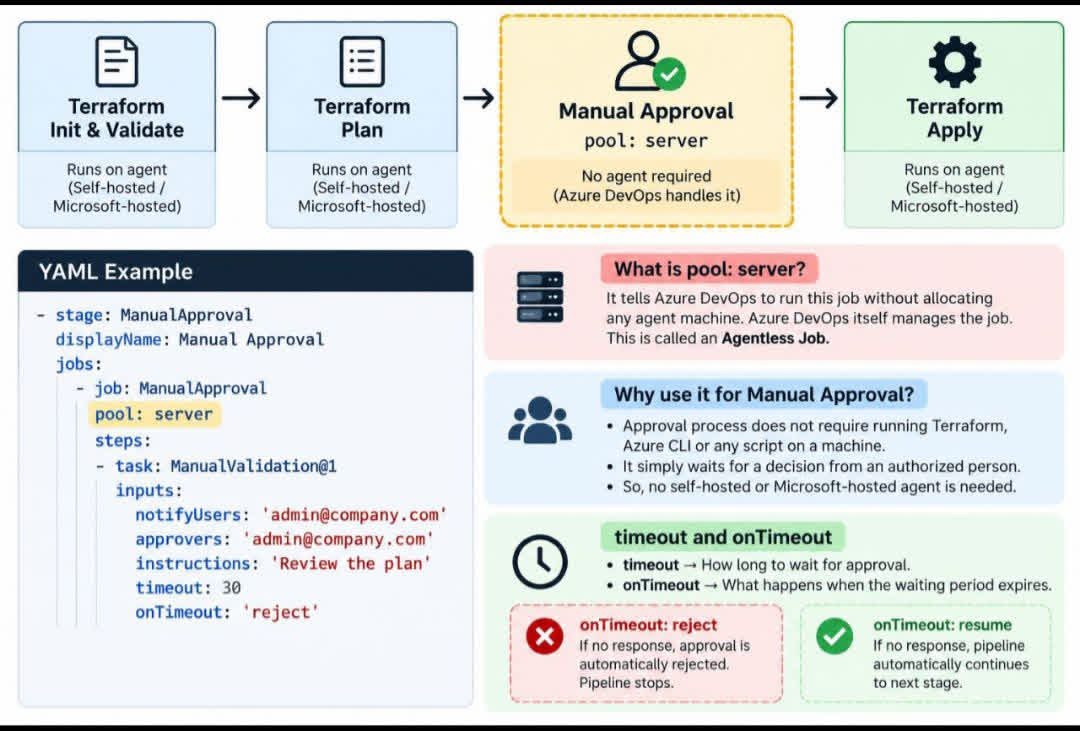 Terraform
Init & Validate
Runs on agent
(Self-hosted /
Microsoft-hosted)
Terraform
Plan
Runs on agent
(Self-hosted /
Microsoft-hosted)
Manual Approval
pool: server
No agent required
(Azure DevOps handles it)
Terraform
Apply
Runs on agent
(Self-hosted /
Microsoft-hosted)
YAML Example
- stage: ManualApproval
displayName: Manual Approval
jobs:
- job: ManualApproval
pool: server
steps:
- task: ManualValidation@1
inputs:
notifyUsers: 'admin@company.com'
approvers: 'admin@company.com'
instructions: 'Review the plan'
timeout: 30
onTimeout: 'reject'
What is pool: server?
It tells Azure DevOps to run this job without allocating
any agent machine. Azure DevOps itself manages the job.
This is called an Agentless Job.
Why use it for Manual Approval?
• Approval process does not require running Terraform,
Azure CLI or any script on a machine.
• It simply waits for a decision from an authorized person.
• So, no self-hosted or Microsoft-hosted agent is needed.
timeout and onTimeout
• timeout → How long to wait for approval.
• onTimeout → What happens when the waiting period expires.
onTimeout: reject
If no response, approval is
automatically rejected.
Pipeline stops.
onTimeout: resume
If no response, pipeline
automatically continues
to next stage.